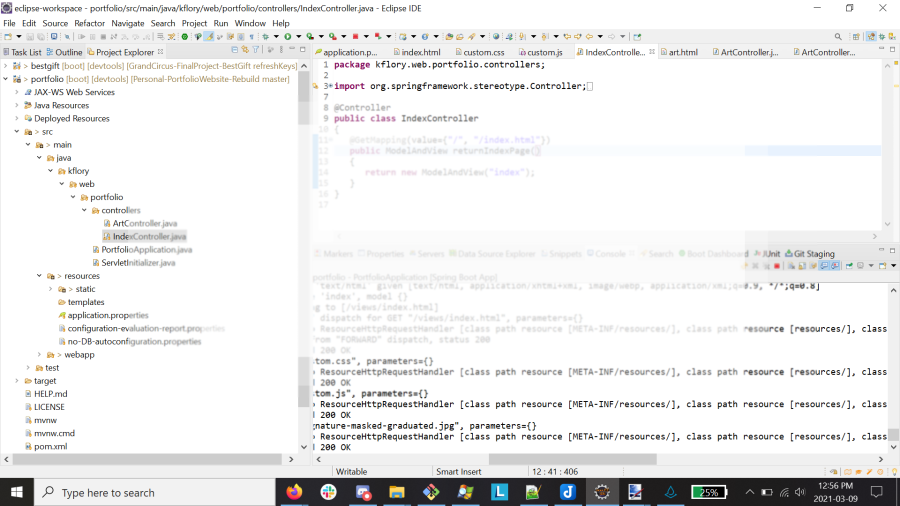 eclipse-workspace - portfolio/src/main/java/kflory/web/portfolio/controllers/IndexController.java - Eclipse IDE
File Edit Source Refactor Navigate Search Project Run Window Help
Task List Outline Project Explorer
application.p... index.html custom.css custom.js IndexControlle... art.html ArtController.j... ArtController....
> bestgift [boot] [devtools] [GrandCircus-FinalProject-BestGift refreshKeys]
> portfolio [boot] [devtools] [Personal-PortfolioWebsite-Rebuild master]
JAX-WS Web Services
Java Resources
Deployed Resources
> src
> main
> java
> kflory
> web
> portfolio
> controllers
ArtController.java
IndexController.java
PortfolioApplication.java
ServletInitializer.java
> resources
> static
templates
application.properties
configuration-evaluation-report.properties
no-DB-autoconfiguration.properties
> webapp
> test
target
HELP.md
LICENSE
mvnw
mvnw.cmd
pom.xml
1 package kflory.web.portfolio.controllers;
2
3 import org.springframework.stereotype.Controller;
7
8 @Controller
9 public class IndexController
10 {
11 @GetMapping(value={"/", "/index.html"})
12 public ModelAndView returnIndexPage()
13 {
14 return new ModelAndView("index");
15 }
16 }
17
Markers Properties Servers Data Source Explorer Snippets Console Search Boot Dashboard JUnit Git Staging
portfolio - PortfolioApplication [Spring Boot App]
'text/html' given [text/html, application/xhtml+xml, image/webp, application/xml;q=0.9, */*;q=0.8]
'index', model {}
ng to [/views/index.html]
dispatch for GET "/views/index.html", parameters={}
ResourceHttpRequestHandler [class path resource [META-INF/resources/], class path resource [resources/], class
from "FORWARD" dispatch, status 200
200 OK
tom.css", parameters={}
ResourceHttpRequestHandler [class path resource [META-INF/resources/], class path resource [resources/], class
200 OK
tom.js", parameters={}
ResourceHttpRequestHandler [class path resource [META-INF/resources/], class path resource [resources/], class
200 OK
gnature-masked-graduated.jpg", parameters={}
ResourceHttpRequestHandler [class path resource [META-INF/resources/], class path resource [resources/], class
200 OK
Writable Smart Insert 12 : 41 : 406
Type here to search
25%
12:56 PM
2021-03-09